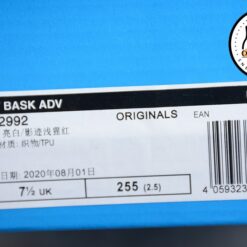 BASK ADV
2992
ORIGINALS
EAN
亮白/影迹浅猩红
材质: 织物/TPU
日期: 2020年08月01日
7½ UK
255 (2.5)
4 059323